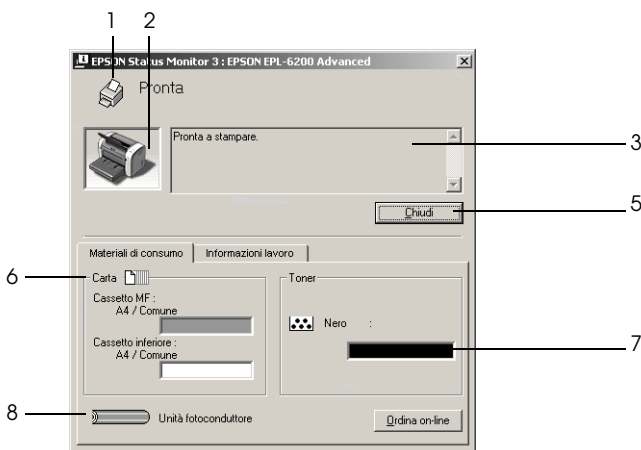 1 2
EPSON Status Monitor 3 : EPSON EPL-6200 Advanced
Pronta
Pronta a stampare.
3
Chiudi
5
Materiali di consumo Informazioni lavoro
6
Carta
Cassetto MF :
A4 / Comune
Cassetto inferiore :
A4 / Comune
Toner
Nero :
7
8
Unità fotoconduttore
Ordina on-line